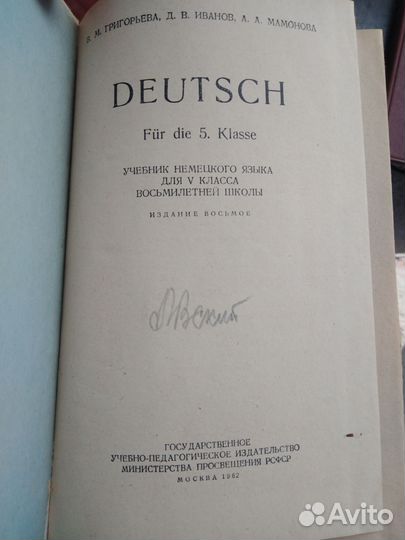 В. М. ГРИГОРЬЕВА, Д. В. ИВАНОВ, А. А. МАМОНОВА
DEUTSCH
Für die 5. Klasse
УЧЕБНИК НЕМЕЦКОГО ЯЗЫКА
ДЛЯ V КЛАССА
ВОСЬМИЛЕТНЕЙ ШКОЛЫ
ИЗДАНИЕ ВОСЬМОЕ
ГОСУДАРСТВЕННОЕ
УЧЕБНО-ПЕДАГОГИЧЕСКОЕ ИЗДАТЕЛЬСТВО
МИНИСТЕРСТВА ПРОСВЕЩЕНИЯ РСФСР
МОСКВА 1962
Avito